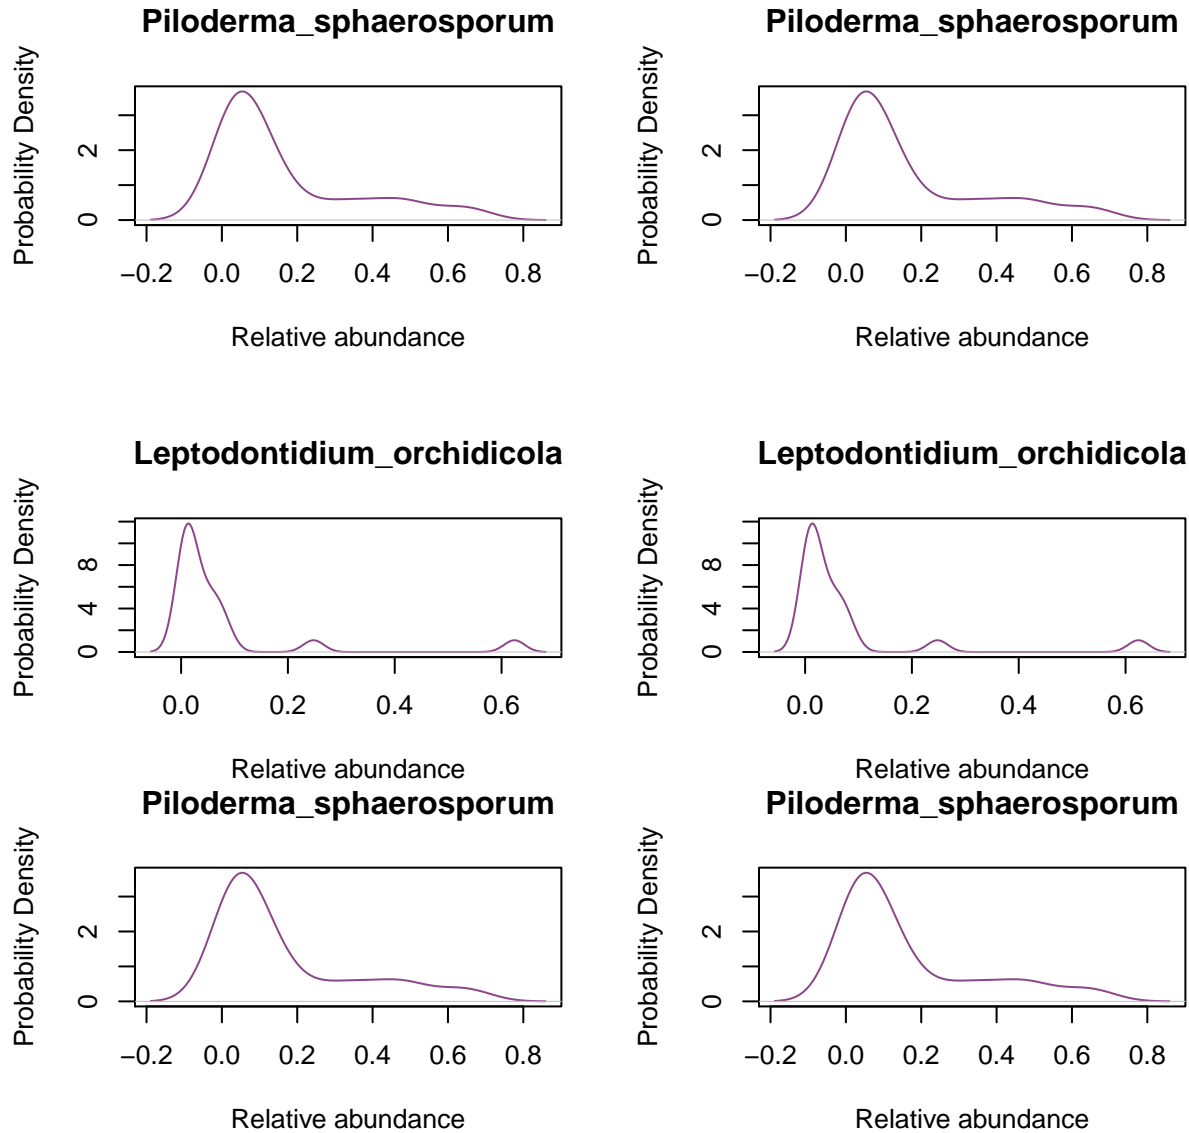 Piloderma_sphaerosporum
Probability Density
0 2
−0.2 0.0 0.2 0.4 0.6 0.8
Relative abundance
Piloderma_sphaerosporum
Probability Density
0 2
−0.2 0.0 0.2 0.4 0.6 0.8
Relative abundance
Leptodontidium_orchidicola
Probability Density
0 4 8
0.0 0.2 0.4 0.6
Relative abundance
Leptodontidium_orchidicola
Probability Density
0 4 8
0.0 0.2 0.4 0.6
Relative abundance
Piloderma_sphaerosporum
Probability Density
0 2
−0.2 0.0 0.2 0.4 0.6 0.8
Relative abundance
Piloderma_sphaerosporum
Probability Density
0 2
−0.2 0.0 0.2 0.4 0.6 0.8
Relative abundance